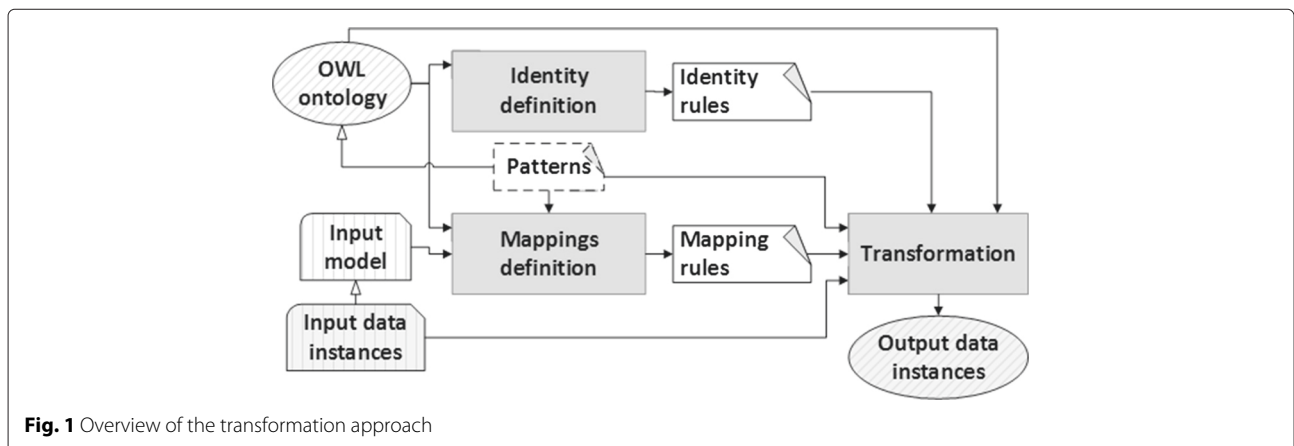 OWL
ontology
Identity
definition
Identity
rules
Patterns
Input
model
Mappings
definition
Mapping
rules
Transformation
Input data
instances
Output data
instances
Fig. 1 Overview of the transformation approach